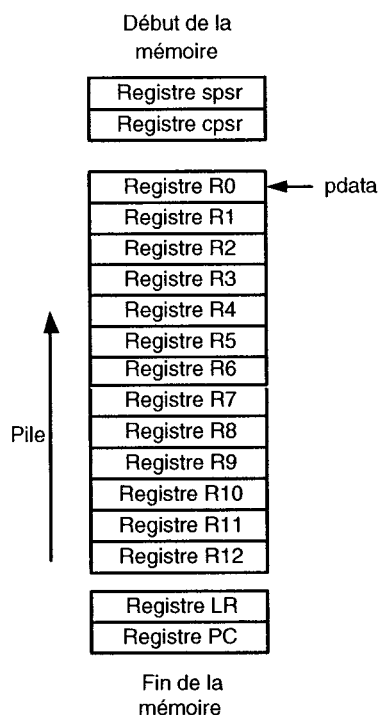 Début de la
mémoire
Registre spsr
Registre cpsr
Registre R0
pdata
Registre R1
Registre R2
Registre R3
Registre R4
Registre R5
Registre R6
Registre R7
Pile
Registre R8
Registre R9
Registre R10
Registre R11
Registre R12
Registre LR
Registre PC
Fin de la
mémoire